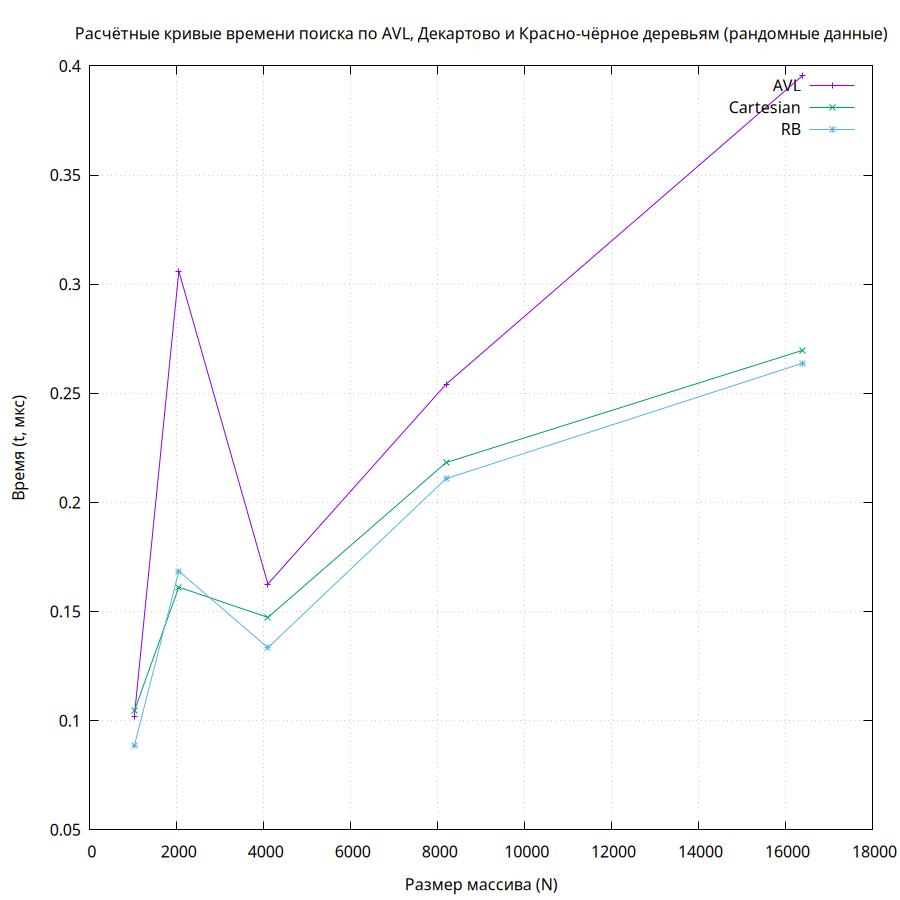 Расчётные кривые времени поиска по AVL, Декартово и Красно-чёрное деревьям (рандомные данные)
0.4
0.35
0.3
0.25
0.2
0.15
0.1
0.05
Время (t, мкс)
AVL
Cartesian
RB
0 2000 4000 6000 8000 10000 12000 14000 16000 18000
Размер массива (N)